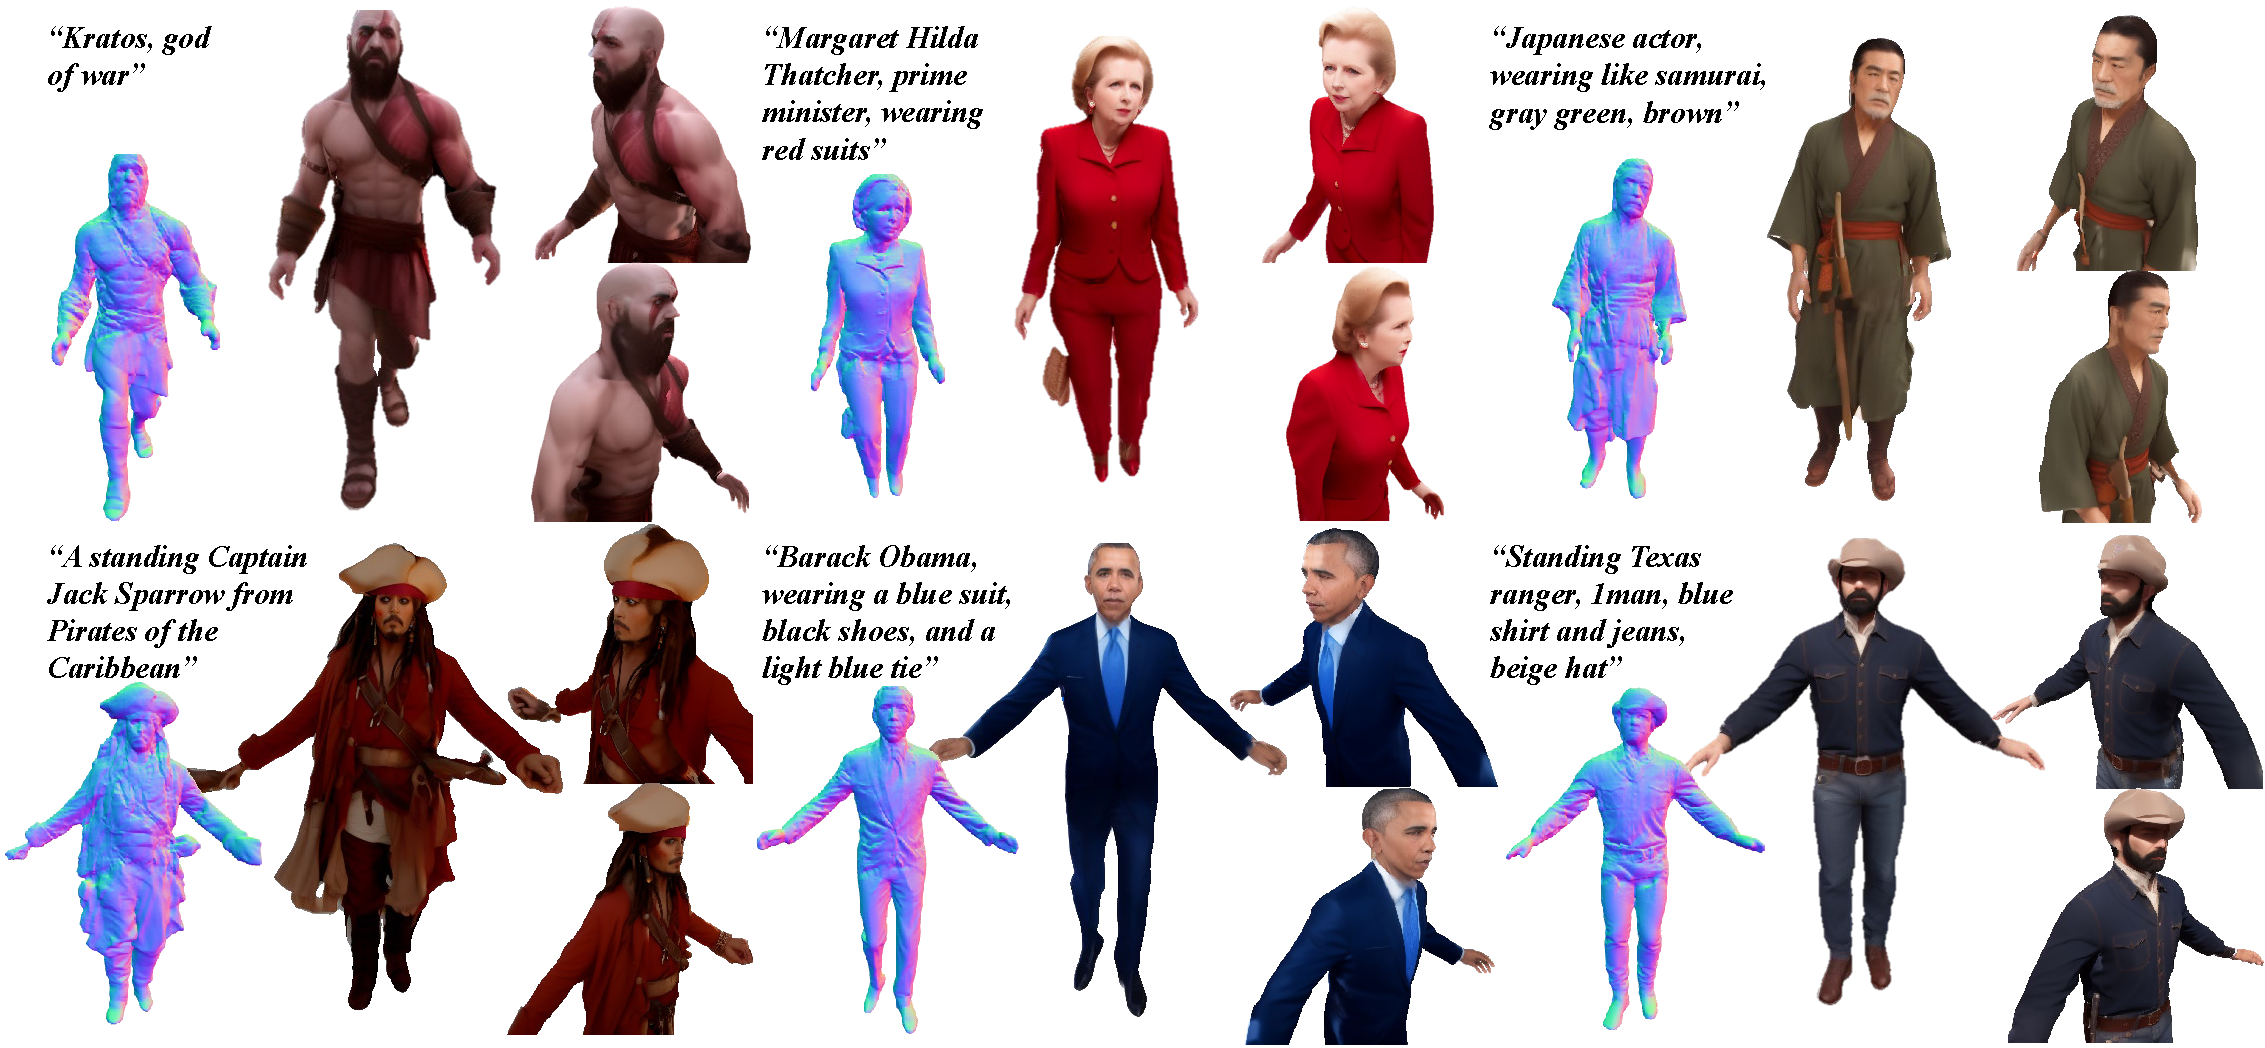 “Kratos, god
of war”
“Margaret Hilda
Thatcher, prime
minister, wearing
red suits”
“Japanese actor,
wearing like samurai,
gray green, brown”
“A standing Captain
Jack Sparrow from
Pirates of the
Caribbean”
“Barack Obama,
wearing a blue suit,
black shoes, and a
light blue tie”
“Standing Texas
ranger, 1man, blue
shirt and jeans,
beige hat”